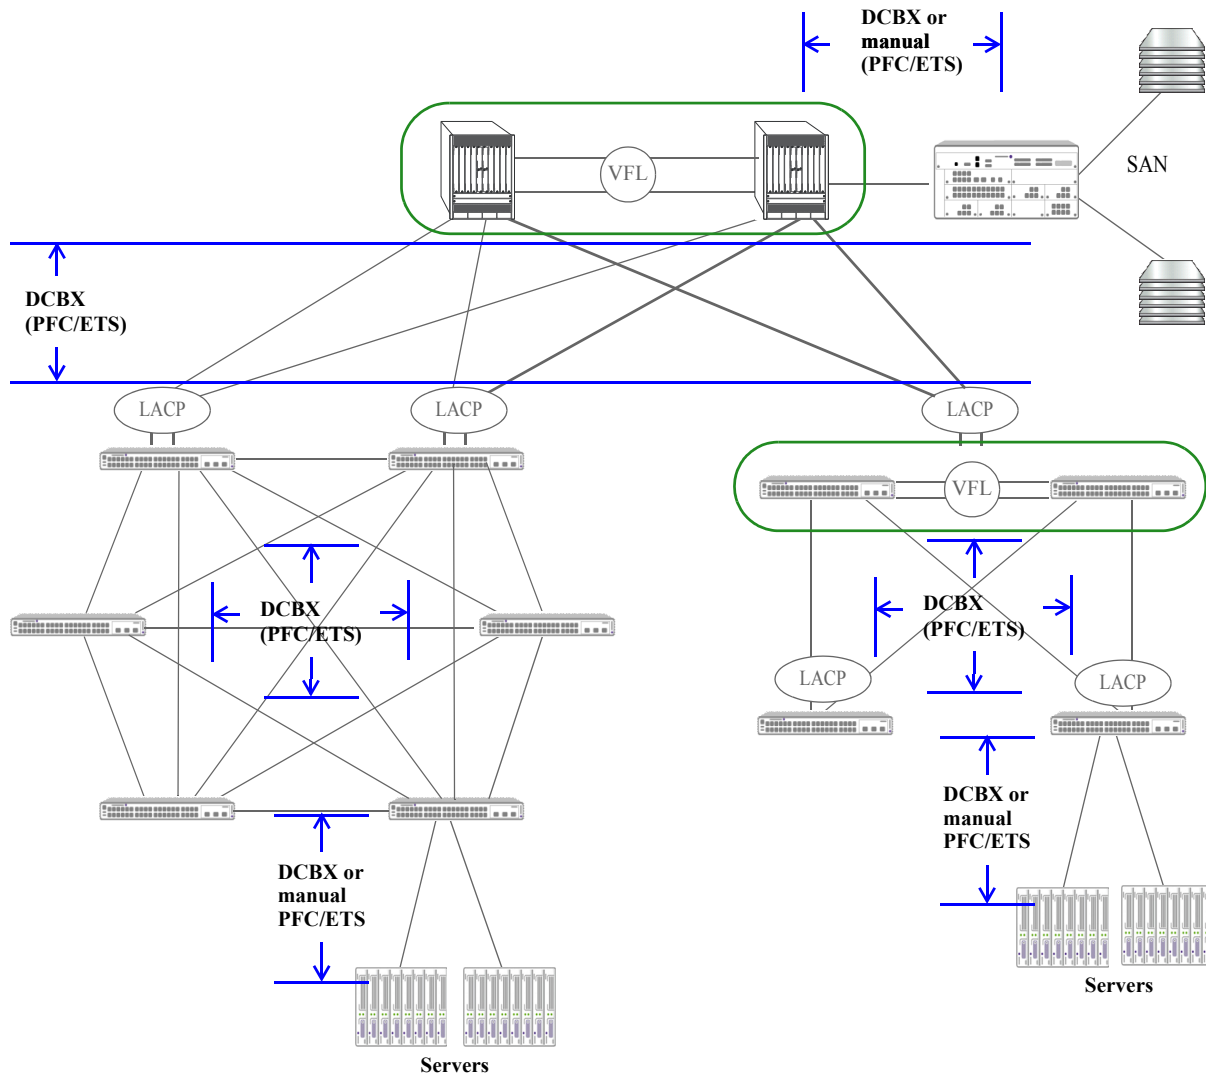 DCBX or
manual
(PFC/ETS)
VFL
SAN
DCBX
(PFC/ETS)
LACP
LACP
LACP
VFL
DCBX
(PFC/ETS)
DCBX
(PFC/ETS)
LACP
LACP
DCBX or
manual
PFC/ETS
DCBX or
manual
PFC/ETS
Servers
Servers